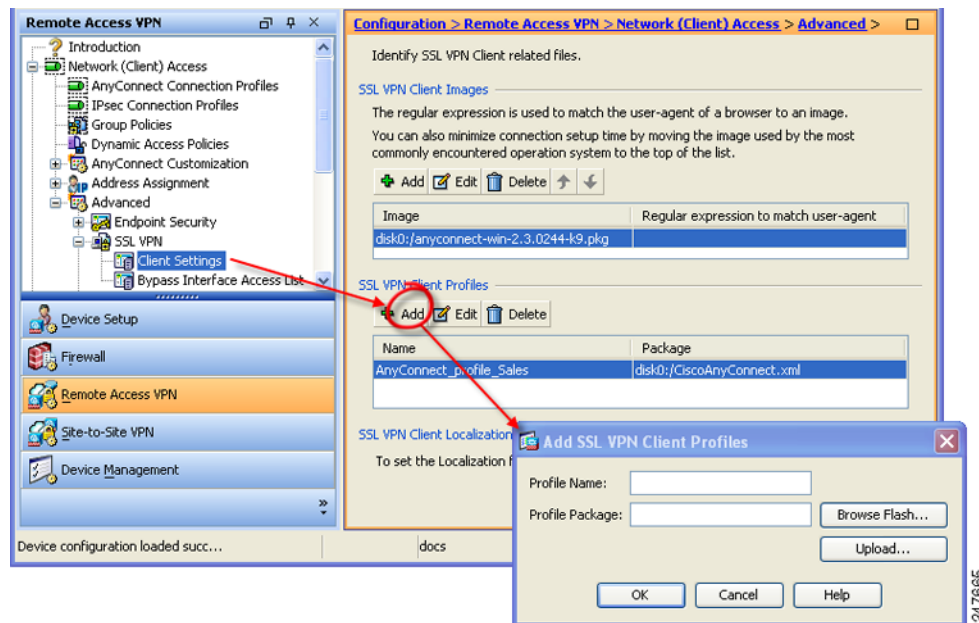 Remote Access VPN
Introduction
Network (Client) Access
AnyConnect Connection Profiles
IPsec Connection Profiles
Group Policies
Dynamic Access Policies
AnyConnect Customization
Address Assignment
Advanced
Endpoint Security
SSL VPN
Client Settings
Bypass Interface Access List
Device Setup
Firewall
Remote Access VPN
Site-to-Site VPN
Device Management
Device configuration loaded succ...
docs
Configuration > Remote Access VPN > Network (Client) Access > Advanced >
Identify SSL VPN Client related files.
SSL VPN Client Images
The regular expression is used to match the user-agent of a browser to an image.
You can also minimize connection setup time by moving the image used by the most
commonly encountered operation system to the top of the list.
Add Edit Delete
Image Regular expression to match user-agent
disk0:/anyconnect-win-2.3.0244-k9.pkg
SSL VPN Client Profiles
Add Edit Delete
Name Package
AnyConnect_profile_Sales disk0:/CiscoAnyConnect.xml
SSL VPN Client Localization
To set the Localization f
Add SSL VPN Client Profiles
Profile Name:
Profile Package: Browse Flash...
Upload...
OK Cancel Help